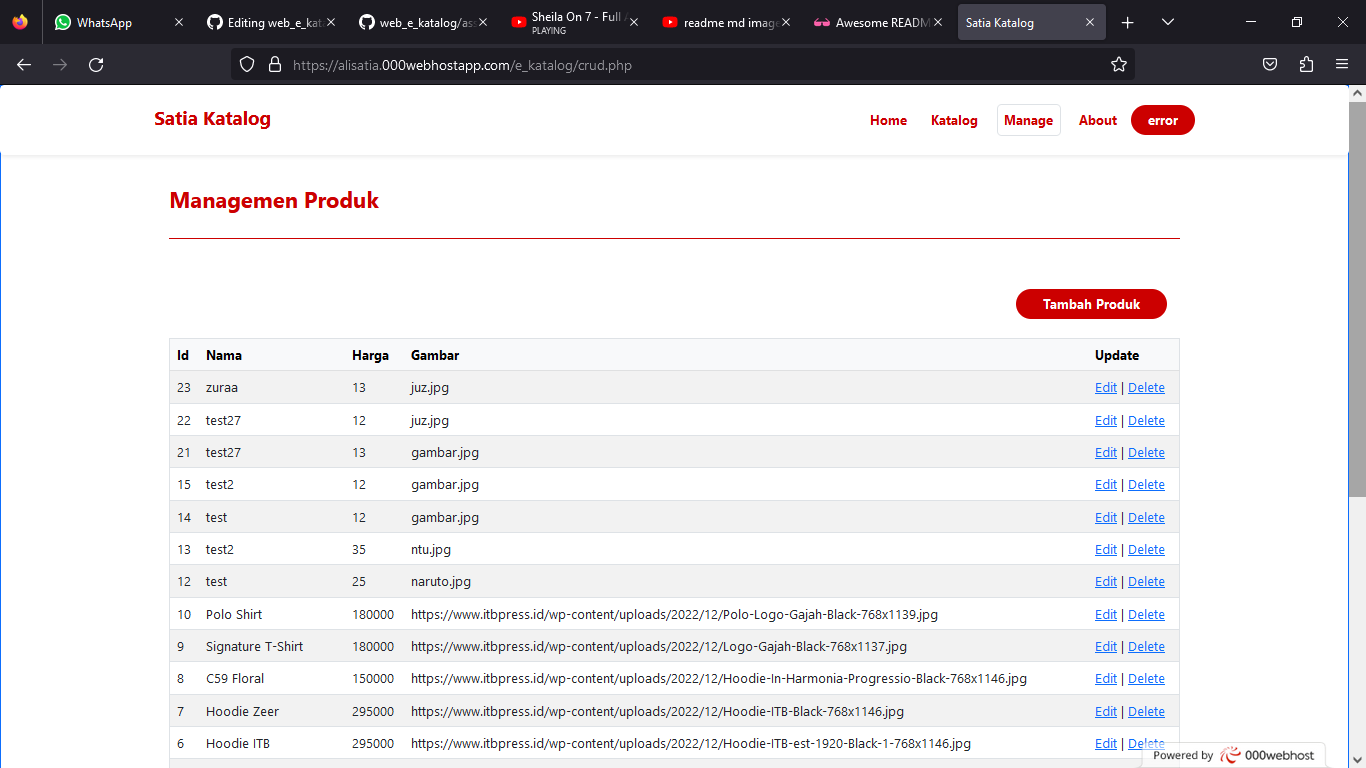 WhatsApp
Editing web_e_kat
web_e_katalog/ass
Sheila On 7 - Full A
PLAYING
readme md image
Awesome README
Satia Katalog
https://alisatia.000webhostapp.com/e_katalog/crud.php
Satia Katalog
Home Katalog Manage About error
Managemen Produk
Tambah Produk
Id Nama Harga Gambar Update
23 zuraa 13 juz.jpg Edit | Delete
22 test27 12 juz.jpg Edit | Delete
21 test27 13 gambar.jpg Edit | Delete
15 test2 12 gambar.jpg Edit | Delete
14 test 12 gambar.jpg Edit | Delete
13 test2 35 ntu.jpg Edit | Delete
12 test 25 naruto.jpg Edit | Delete
10 Polo Shirt 180000 https://www.itbpress.id/wp-content/uploads/2022/12/Polo-Logo-Gajah-Black-768x1139.jpg Edit | Delete
9 Signature T-Shirt 180000 https://www.itbpress.id/wp-content/uploads/2022/12/Logo-Gajah-Black-768x1137.jpg Edit | Delete
8 C59 Floral 150000 https://www.itbpress.id/wp-content/uploads/2022/12/Hoodie-In-Harmonia-Progressio-Black-768x1146.jpg Edit | Delete
7 Hoodie Zeer 295000 https://www.itbpress.id/wp-content/uploads/2022/12/Hoodie-ITB-Black-768x1146.jpg Edit | Delete
6 Hoodie ITB 295000 https://www.itbpress.id/wp-content/uploads/2022/12/Hoodie-ITB-est-1920-Black-1-768x1146.jpg Edit | Delete
Powered by 000webhost